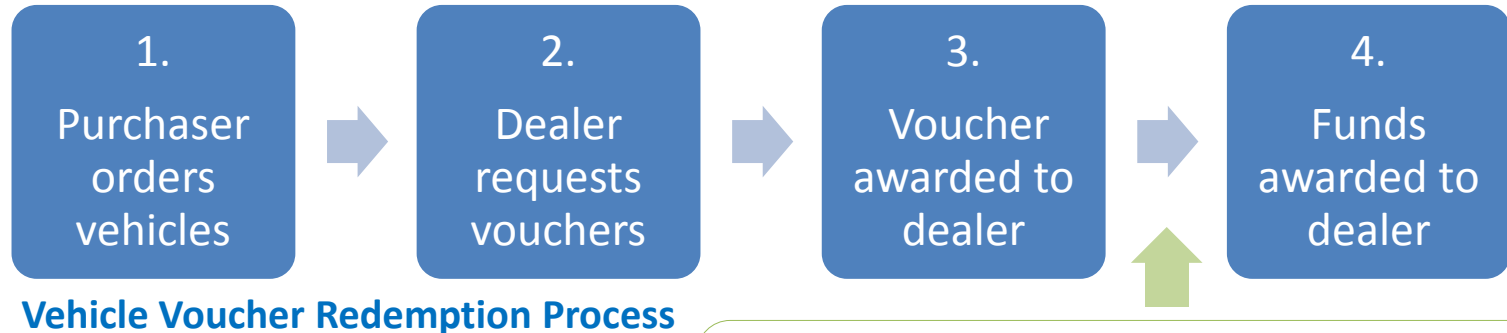 1.
Purchaser
orders
vehicles
2.
Dealer
requests
vouchers
3.
Voucher
awarded to
dealer
4.
Funds
awarded to
dealer
Vehicle Voucher Redemption Process